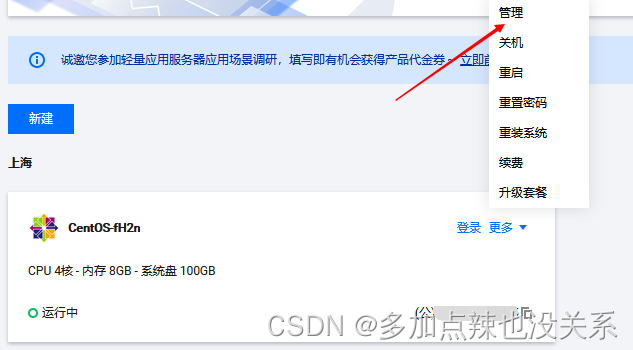 管理
诚邀您参加轻量应用服务器应用场景调研，填写即有机会获得产品代金券~ 立即前
关机
重启
新建
重置密码
重装系统
上海
续费
升级套餐
CentOS-fH2n
登录 更多
CPU 4核 - 内存 8GB - 系统盘 100GB
运行中
(公)
CSDN @多加点辣也没关系